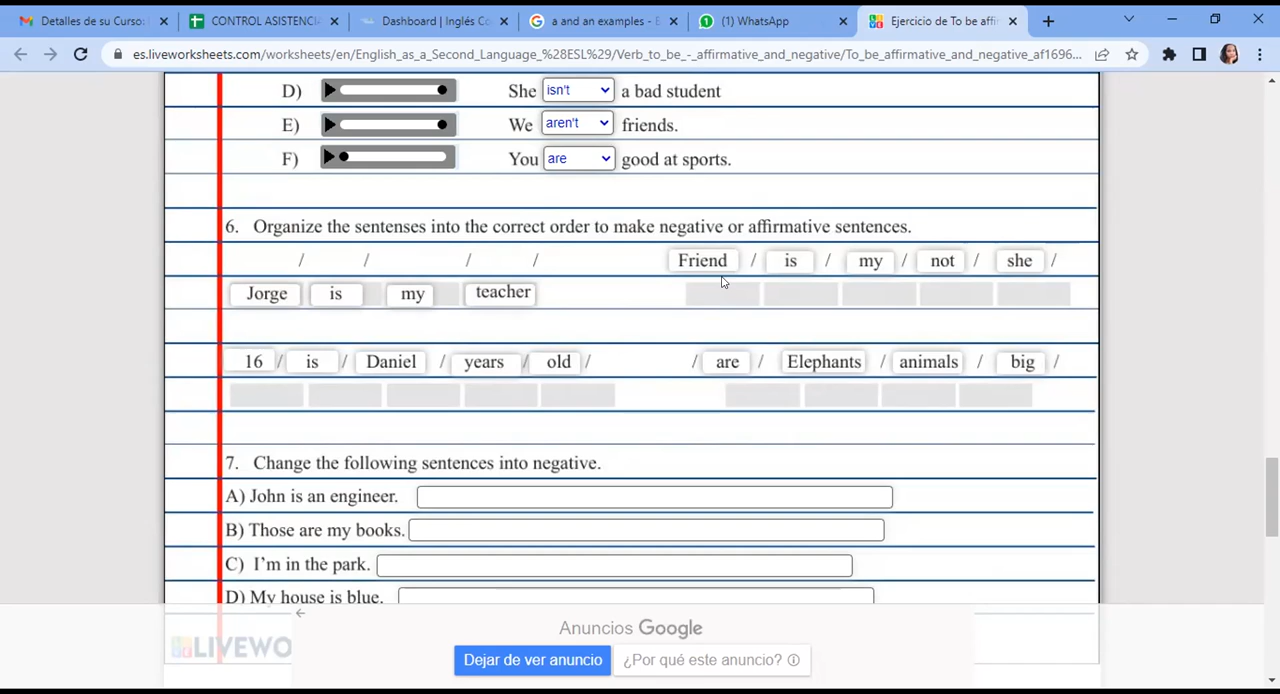 Detalles de su Curso:
CONTROL ASISTENCIA
Dashboard | Inglés Co
a and an examples - B
(1) WhatsApp
Ejercicio de To be affi
es.liveworksheets.com/worksheets/en/English_as_a_Second_Language_%28ESL%29/Verb_to_be_-_affirmative_and_negative/To_be_affirmative_and_negative_af1696...
D) She isn't a bad student
E) We aren't friends.
F) You are good at sports.
6. Organize the sentences into the correct order to make negative or affirmative sentences.
/ / / / Friend / is / my / not / she /
Jorge is my teacher
16 / is / Daniel / years / old / / are / Elephants / animals / big /
7. Change the following sentences into negative.
A) John is an engineer.
B) Those are my books.
C) I'm in the park.
D) My house is blue.
LIVEWO
Anuncios Google
Dejar de ver anuncio ¿Por qué este anuncio?